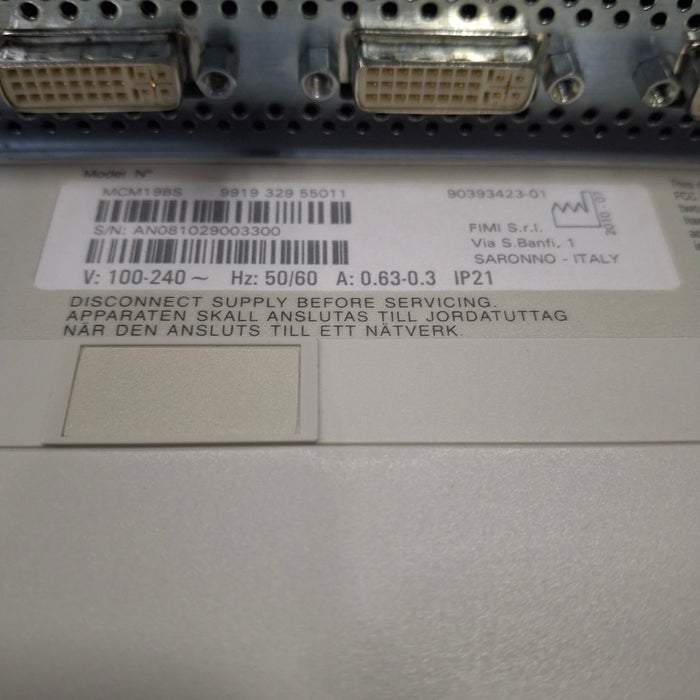 Model N°
MCM19BS 9919 329 55011
S/N: AN081029003300
90393423-01
FIMI S.r.l.
Via S.Banfi, 1
SARONNO - ITALY
2010-07
V: 100-240 ~ Hz: 50/60 A: 0.63-0.3 IP21
DISCONNECT SUPPLY BEFORE SERVICING.
APPARATEN SKALL ANSLUTAS TILL JORDATUTTAG
NÄR DEN ANSLUTS TILL ETT NÄTVERK.
FCC